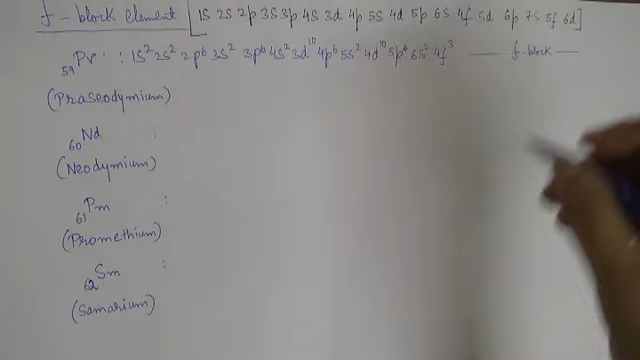 f-block element [1s 2s 2p 3s 3p 4s 3d 4p 5s 4d 5p 6s 4f 5d 6p 7s 5f 6d]
₅₉Pr : 1s² 2s² 2p⁶ 3s² 3p⁶ 4s² 3d¹⁰ 4p⁶ 5s² 4d¹⁰ 5p⁶ 6s² 4f³ —— f-block ——
(Praseodymium)
₆₀Nd :
(Neodymium)
₆₁Pm :
(Promethium)
₆₂Sm :
(Samarium)